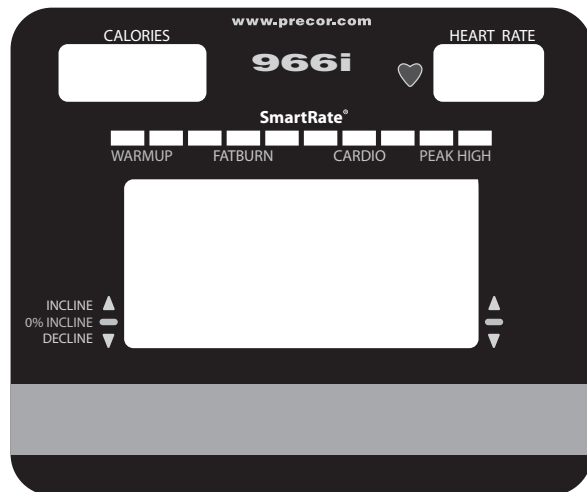 www.precor.com
CALORIES
966i
HEART RATE
SmartRate®
WARMUP FATBURN CARDIO PEAK HIGH
INCLINE
0% INCLINE
DECLINE